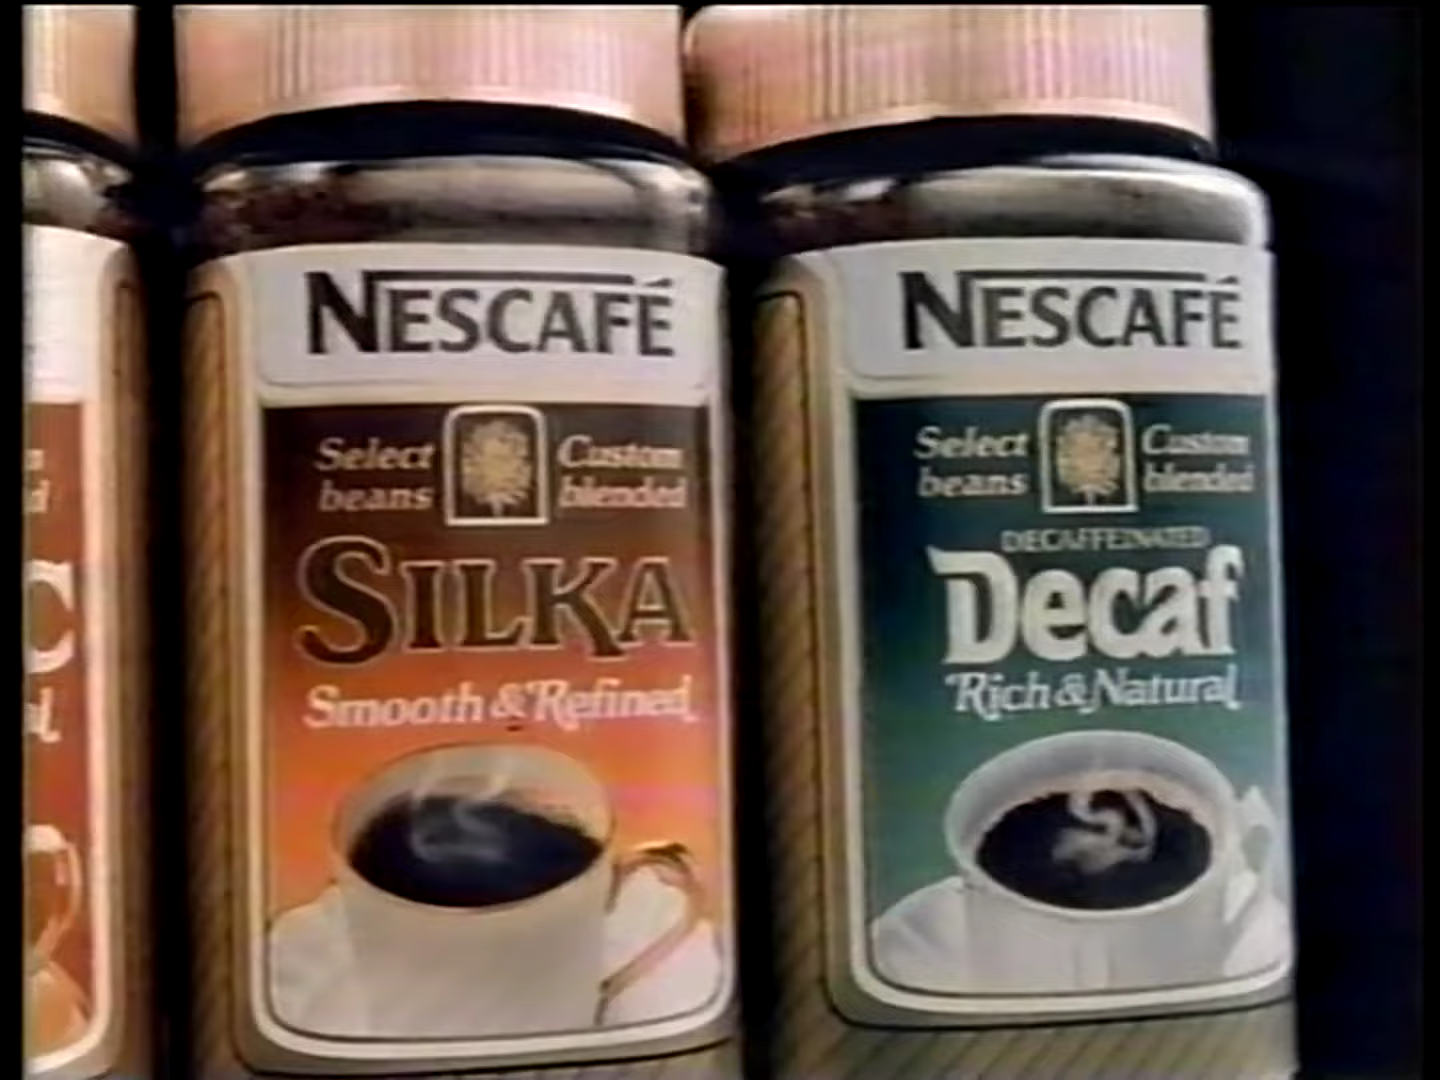 NESCAFÉ
Select beans
Custom blended
SILKA
Smooth & Refined
NESCAFÉ
Select beans
Custom blended
DECAFFEINATED
Decaf
Rich & Natural